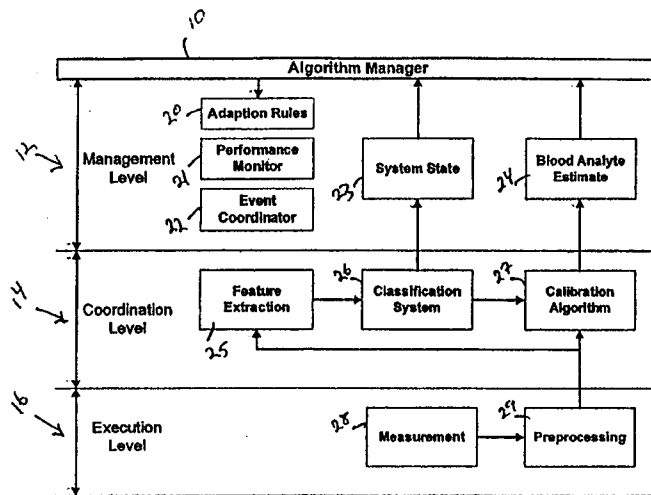 10
Algorithm Manager
12
Management
Level
20
Adaption Rules
21
Performance
Monitor
22
Event
Coordinator
23
System State
24
Blood Analyte
Estimate
14
Coordination
Level
Feature
Extraction
25
26
Classification
System
27
Calibration
Algorithm
16
Execution
Level
28
Measurement
29
Preprocessing